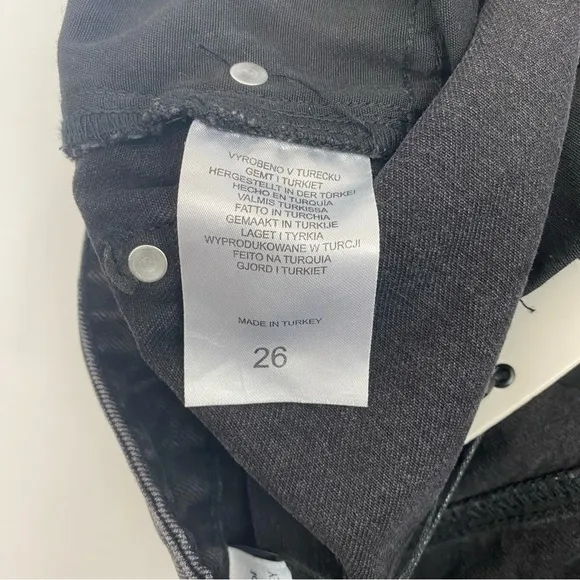 VYROBENO V TURECKU
GEMT I TURKIET
HERGESTELLT IN DER TÜRKEI
HECHO EN TURQUÍA
VALMIS TURKISSA
FATTO IN TURCHIA
GEMAAKT IN TURKIJE
LAGET I TYRKIA
WYPRODUKOWANE W TURCJI
FEITO NA TURQUIA
GJORD I TURKIET
MADE IN TURKEY
26